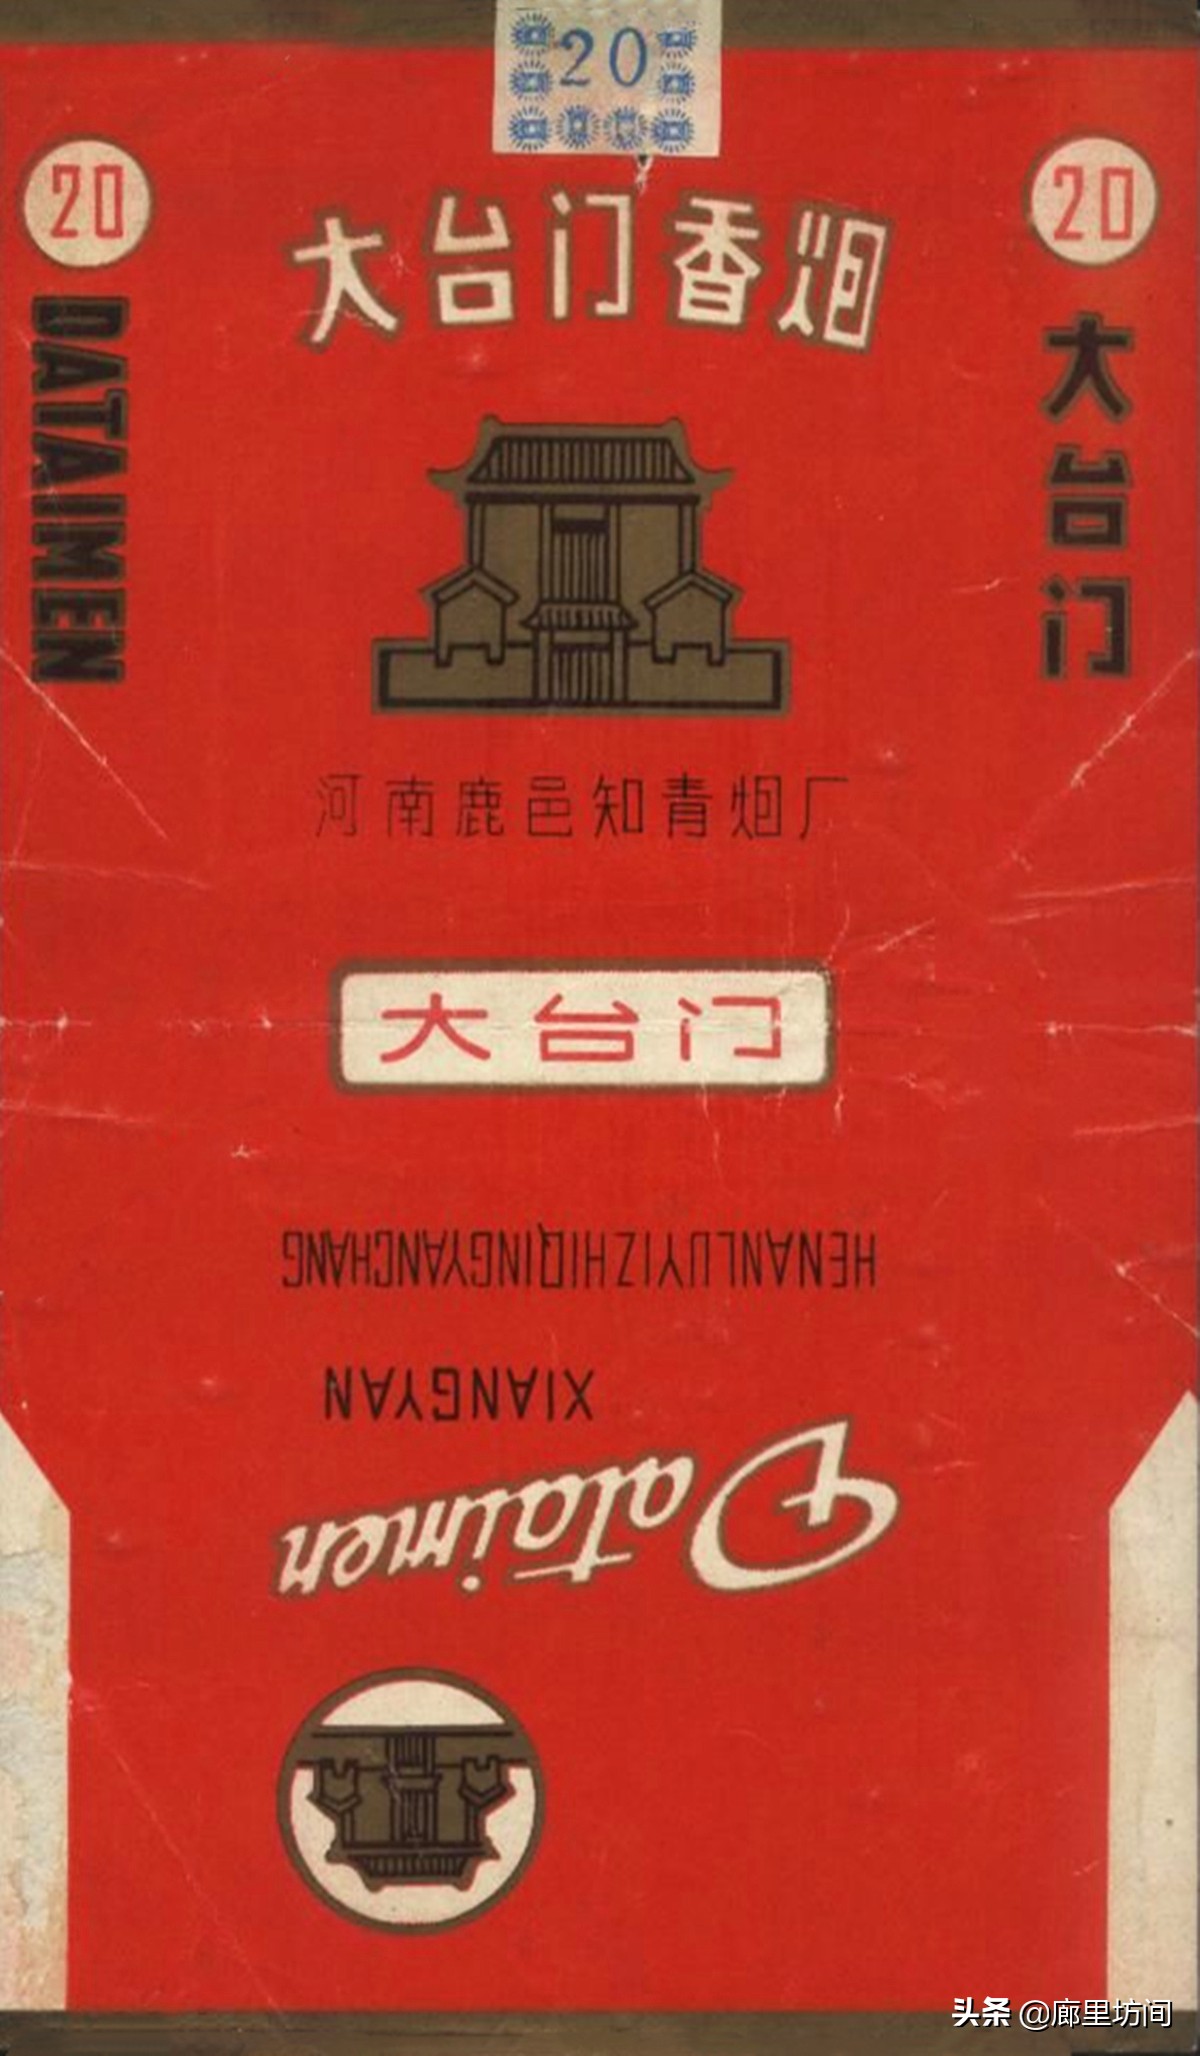 20
20
20
大台门香烟
DATAIMEN
大台门
河南鹿邑知青烟厂
大台门
HENANLUYIZHIQINGYANCHANG
XIANGYAN
Dataimen
头条 @廊里坊间